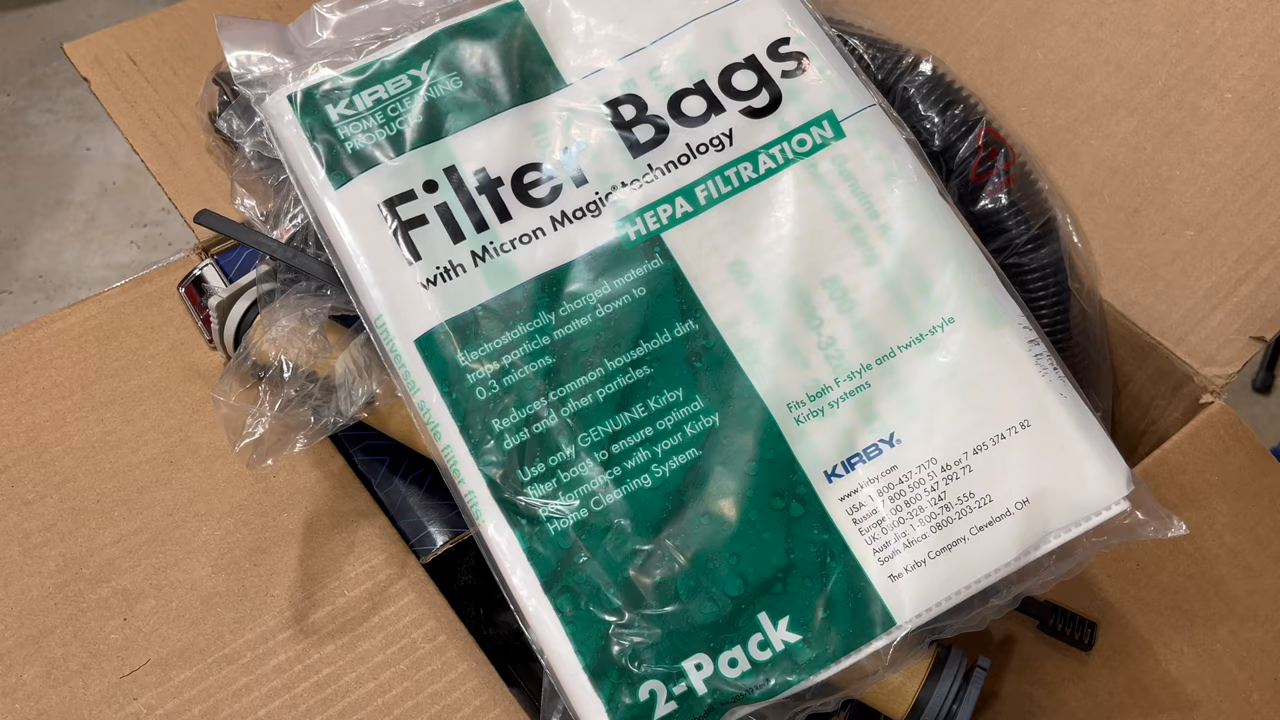 KIRBY
HOME CLEANING
PRODUCTS
Filter Bags
with Micron Magic® technology
HEPA FILTRATION
Electrostatically charged material
traps particle matter down to
0.3 microns.
Reduces common household dirt,
dust and other particles.
Use only GENUINE Kirby
filter bags to ensure optimal
performance with your Kirby
Home Cleaning System.
2-Pack
Universal style filter fits:
Fits both F-style and twist-style
Kirby systems
KIRBY®
www.kirby.com
USA: 1-800-437-7170
Russia: 7 800 500 51 46 or 7 495 374 72 82
Europe: 00 800 547 292 72
UK: 0800-328-1247
Australia: 1-800-781-556
South Africa: 0800-203-222
The Kirby Company, Cleveland, OH